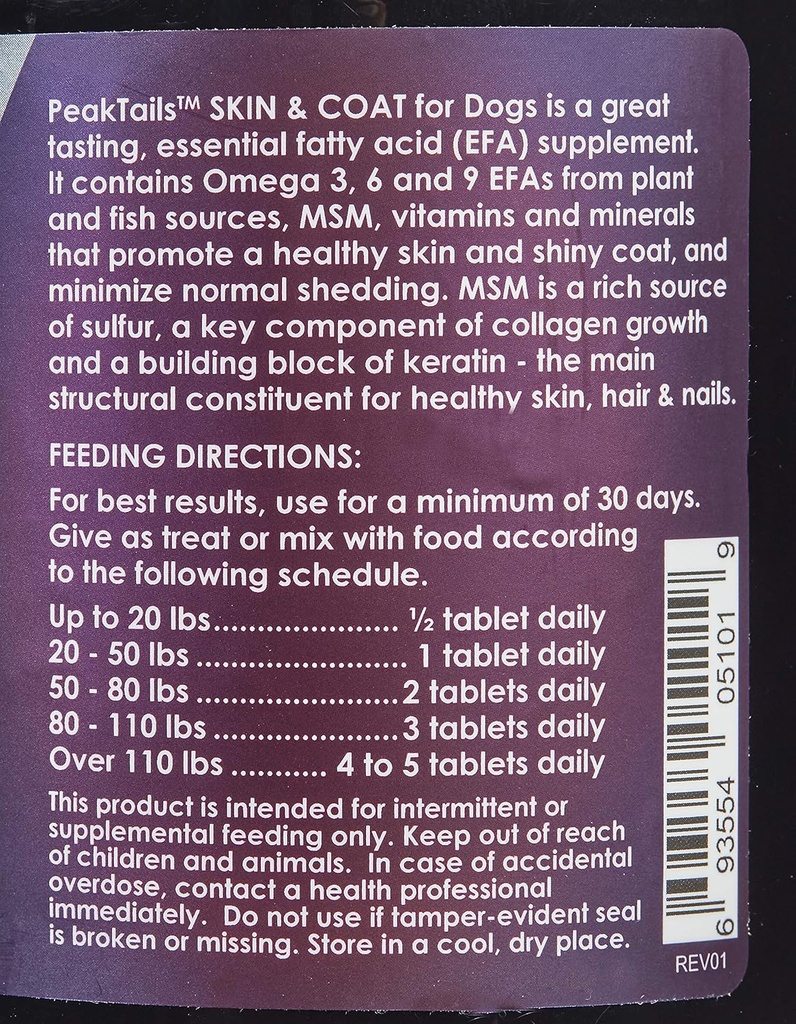 PeakTails™ SKIN & COAT for Dogs is a great
tasting, essential fatty acid (EFA) supplement.
It contains Omega 3, 6 and 9 EFAs from plant
and fish sources, MSM, vitamins and minerals
that promote a healthy skin and shiny coat, and
minimize normal shedding. MSM is a rich source
of sulfur, a key component of collagen growth
and a building block of keratin - the main
structural constituent for healthy skin, hair & nails.
FEEDING DIRECTIONS:
For best results, use for a minimum of 30 days.
Give as treat or mix with food according
to the following schedule.
Up to 20 lbs..................... ½ tablet daily
20 - 50 lbs ........................ 1 tablet daily
50 - 80 lbs .......................2 tablets daily
80 - 110 lbs .....................3 tablets daily
Over 110 lbs ........... 4 to 5 tablets daily
This product is intended for intermittent or
supplemental feeding only. Keep out of reach
of children and animals. In case of accidental
overdose, contact a health professional
immediately. Do not use if tamper-evident seal
is broken or missing. Store in a cool, dry place.
6 93554 05101 9
REV01